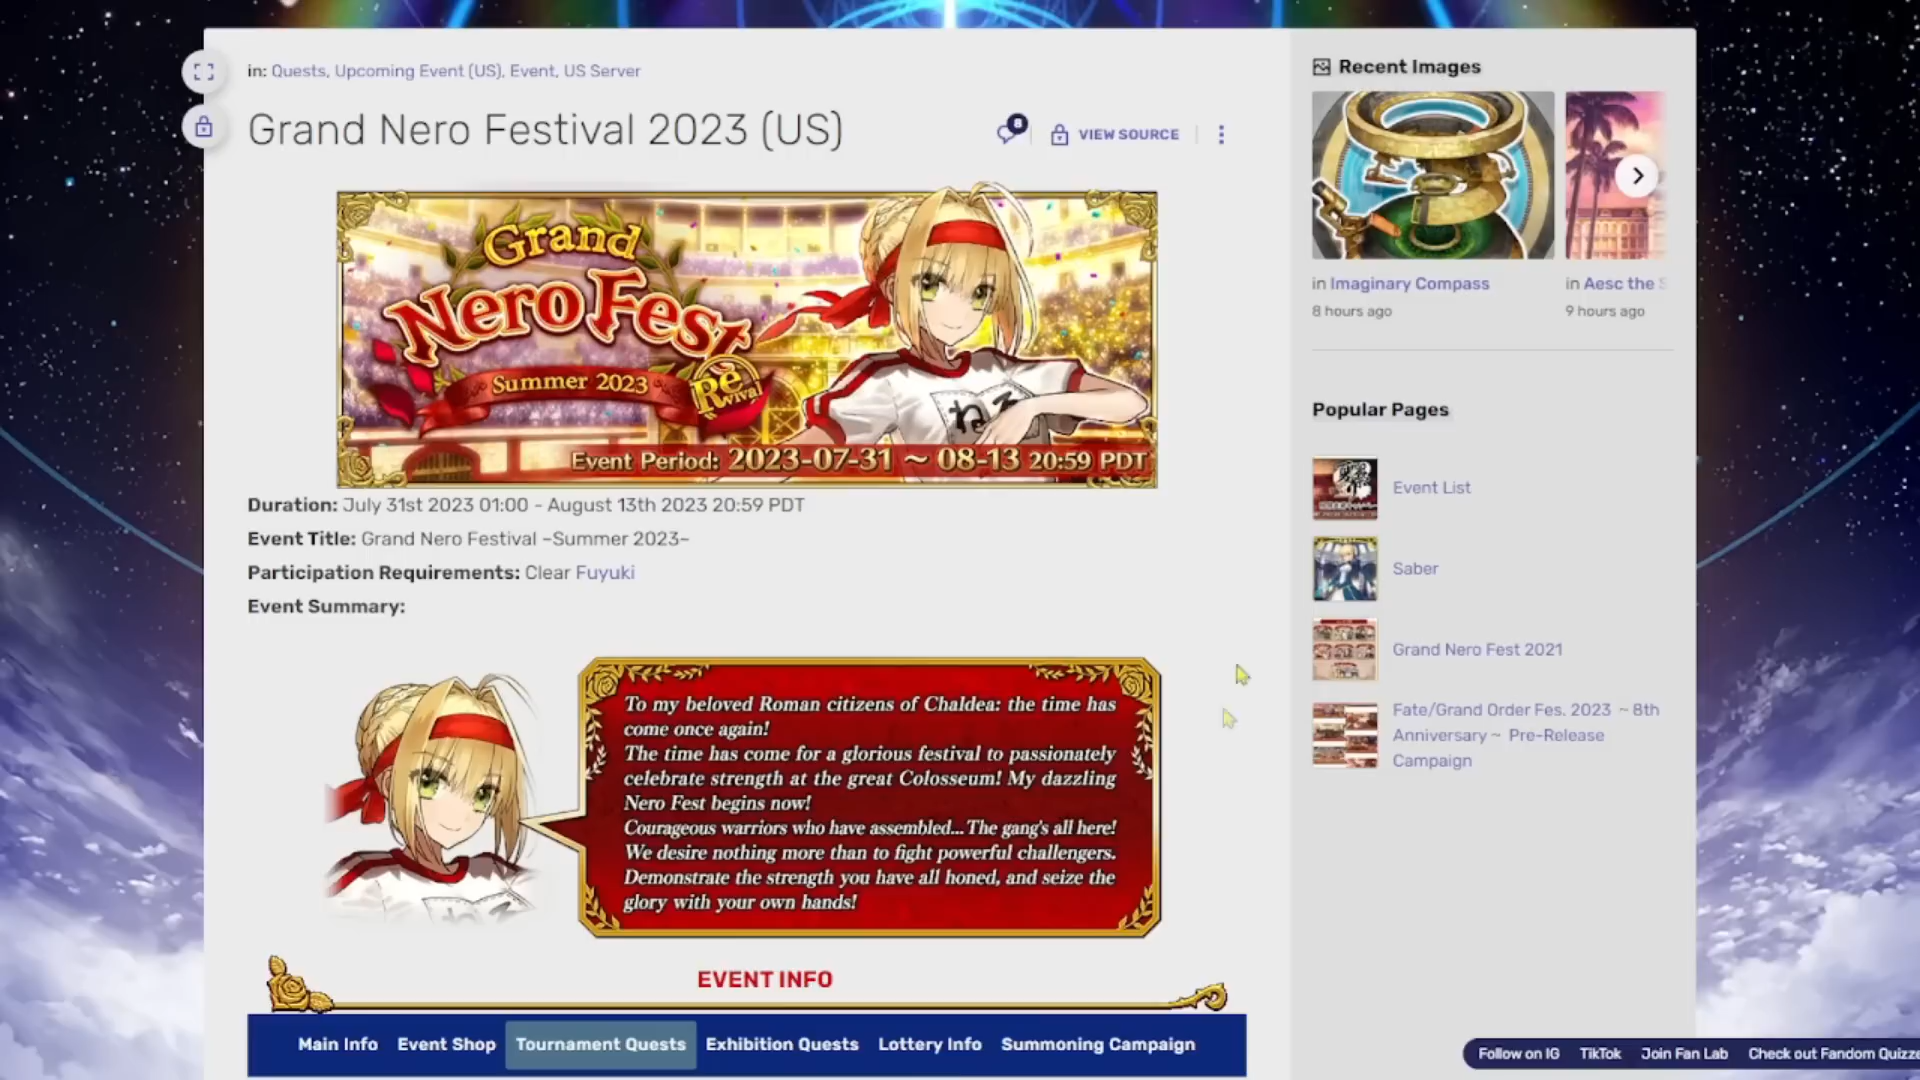 in: Quests, Upcoming Event (US), Event, US Server
Grand Nero Festival 2023 (US)
6
VIEW SOURCE
Grand
Nero Fest
Summer 2023
Revival
ねろ
Event Period: 2023-07-31 ~ 08-13 20:59 PDT
Duration: July 31st 2023 01:00 - August 13th 2023 20:59 PDT
Event Title: Grand Nero Festival ~Summer 2023~
Participation Requirements: Clear Fuyuki
Event Summary:
To my beloved Roman citizens of Chaldea: the time has
come once again!
The time has come for a glorious festival to passionately
celebrate strength at the great Colosseum! My dazzling
Nero Fest begins now!
Courageous warriors who have assembled... The gang's all here!
We desire nothing more than to fight powerful challengers.
Demonstrate the strength you have all honed, and seize the
glory with your own hands!
EVENT INFO
Main Info
Event Shop
Tournament Quests
Exhibition Quests
Lottery Info
Summoning Campaign
Recent Images
in Imaginary Compass
8 hours ago
in Aesc the
9 hours ago
Popular Pages
Event List
Saber
Grand Nero Fest 2021
Fate/Grand Order Fes. 2023 ~ 8th
Anniversary ~ Pre-Release
Campaign
Follow on IG
TikTok
Join Fan Lab
Check out Fandom Quizze